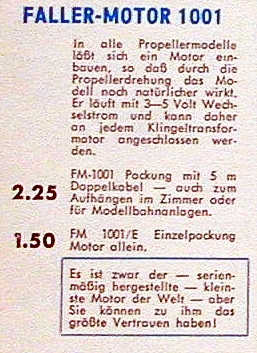 FALLER-MOTOR 1001
In alle Propellermodelle
läßt sich ein Motor ein-
bauen, so daß durch die
Propellerdrehung das Mo-
dell noch natürlicher wirkt.
Er läuft mit 3—5 Volt Wech-
selstrom und kann daher
an jedem Klingeltransfor-
mator angeschlossen wer-
den.
FM-1001 Packung mit 5 m
2.25 Doppelkabel — auch zum
Aufhängen im Zimmer oder
für Modellbahnanlagen.
1.50 FM 1001/E Einzelpackung
Motor allein.
Es ist zwar der — serien-
mäßig hergestellte — klein-
ste Motor der Welt — aber
Sie können zu ihm das
größte Vertrauen haben!